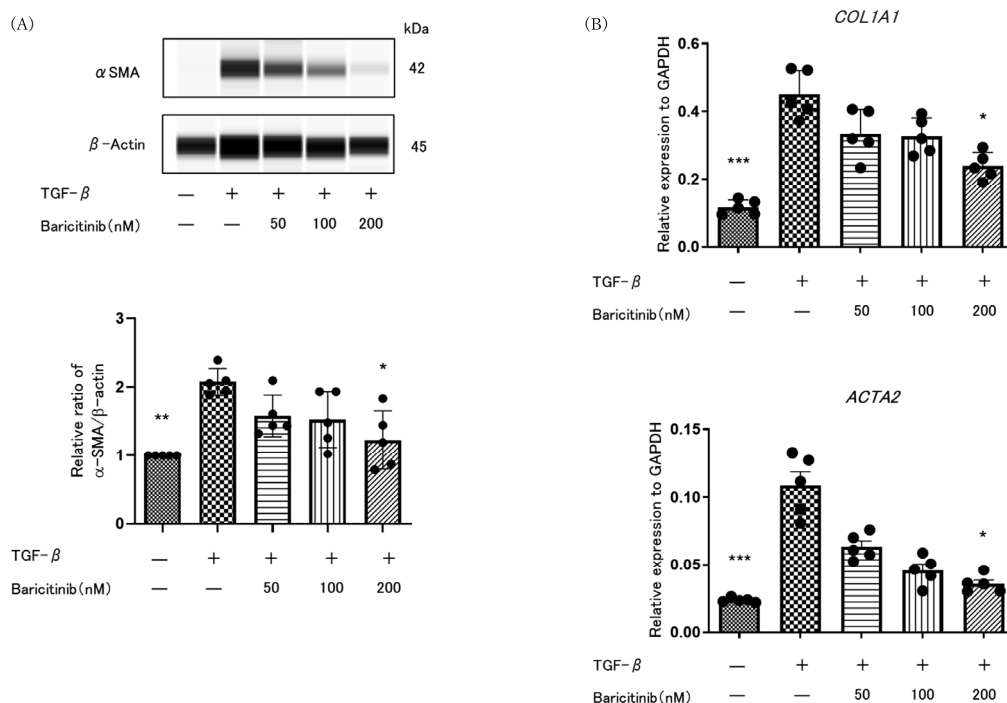 (A)
kDa
αSMA
42
β-Actin
45
TGF-β — + + + +
Baricitinib(nM) — — 50 100 200
Relative ratio of
α-SMA/β-actin
3
2
1
0
**
*
TGF-β — + + + +
Baricitinib(nM) — — 50 100 200
(B)
COL1A1
Relative expression to GAPDH
0.6
0.4
0.2
0.0
***
*
TGF-β — + + + +
Baricitinib(nM) — — 50 100 200
ACTA2
Relative expression to GAPDH
0.15
0.10
0.05
0.00
***
*
TGF-β — + + + +
Baricitinib(nM) — — 50 100 200